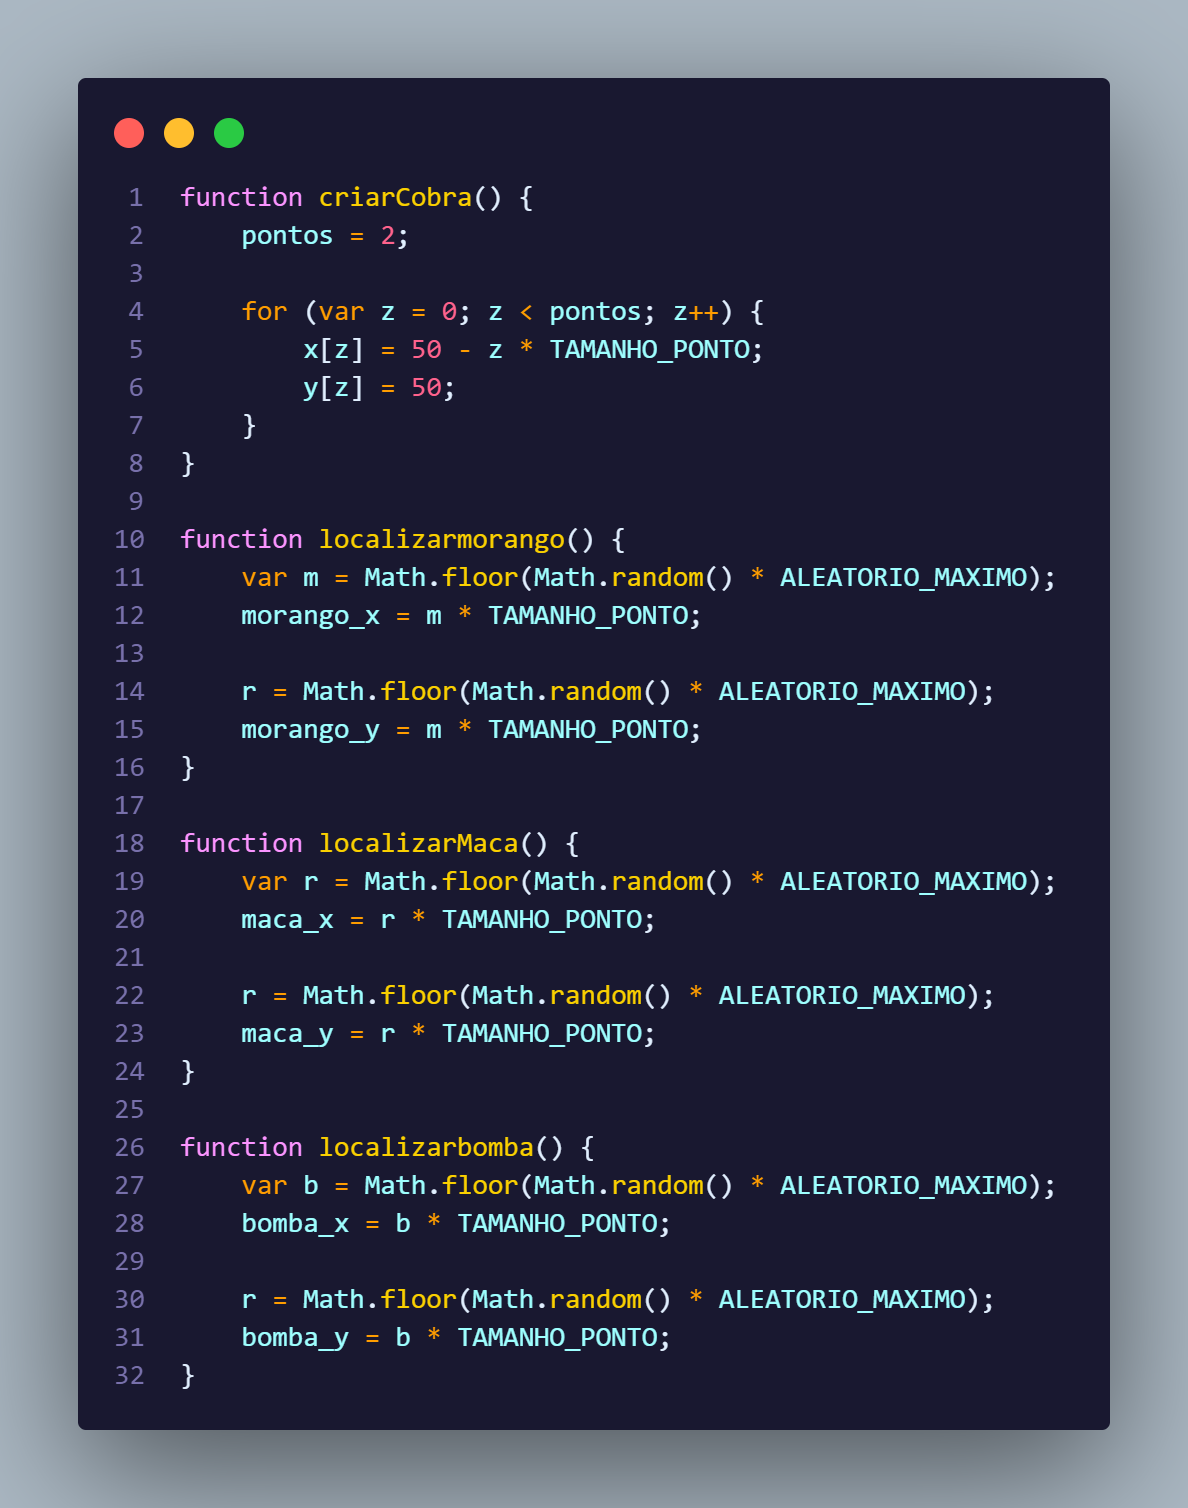 1 function criarCobra() {
2     pontos = 2;
3
4     for (var z = 0; z < pontos; z++) {
5         x[z] = 50 - z * TAMANHO_PONTO;
6         y[z] = 50;
7     }
8 }
9
10 function localizarmorango() {
11     var m = Math.floor(Math.random() * ALEATORIO_MAXIMO);
12     morango_x = m * TAMANHO_PONTO;
13
14     r = Math.floor(Math.random() * ALEATORIO_MAXIMO);
15     morango_y = m * TAMANHO_PONTO;
16 }
17
18 function localizarMaca() {
19     var r = Math.floor(Math.random() * ALEATORIO_MAXIMO);
20     maca_x = r * TAMANHO_PONTO;
21
22     r = Math.floor(Math.random() * ALEATORIO_MAXIMO);
23     maca_y = r * TAMANHO_PONTO;
24 }
25
26 function localizarbomba() {
27     var b = Math.floor(Math.random() * ALEATORIO_MAXIMO);
28     bomba_x = b * TAMANHO_PONTO;
29
30     r = Math.floor(Math.random() * ALEATORIO_MAXIMO);
31     bomba_y = b * TAMANHO_PONTO;
32 }